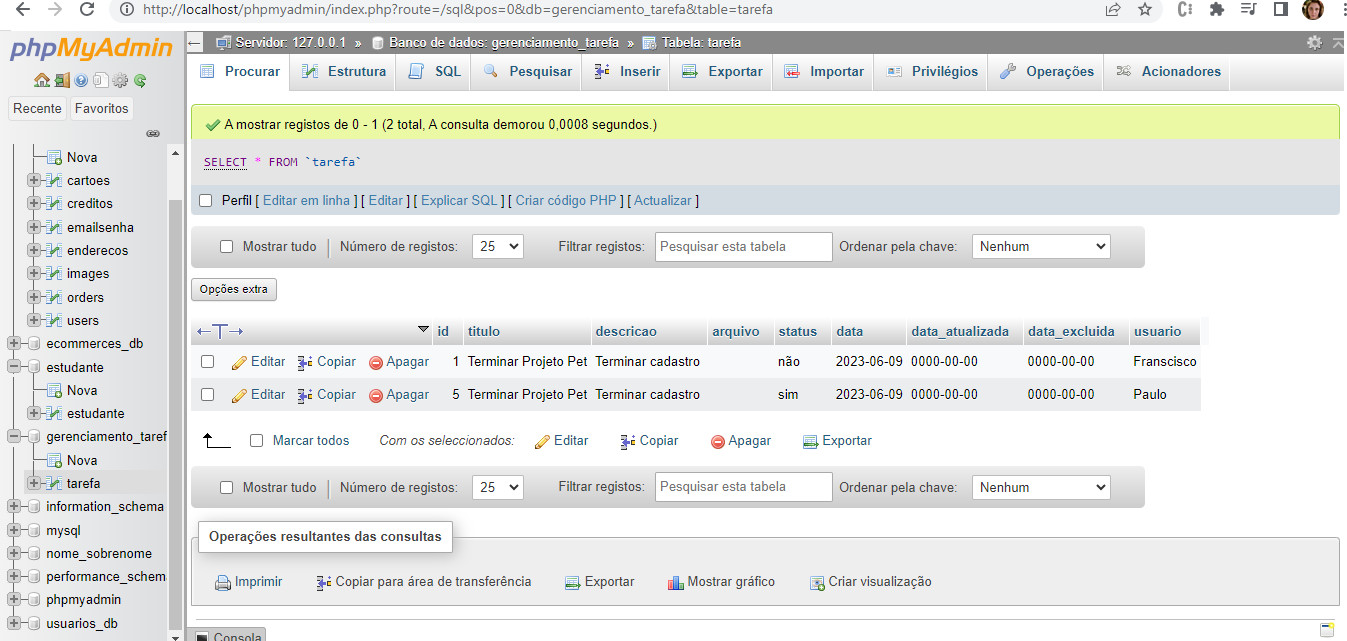 http://localhost/phpmyadmin/index.php?route=/sql&pos=0&db=gerenciamento_tarefa&table=tarefa
phpMyAdmin
Recente Favoritos
Nova
cartoes
creditos
emailsenha
enderecos
images
orders
users
ecommerces_db
estudante
Nova
estudante
gerenciamento_taref
Nova
tarefa
information_schema
mysql
nome_sobrenome
performance_schem
phpmyadmin
usuarios_db
Servidor: 127.0.0.1 » Banco de dados: gerenciamento_tarefa » Tabela: tarefa
Procurar Estrutura SQL Pesquisar Inserir Exportar Importar Privilégios Operações Acionadores
A mostrar registos de 0 - 1 (2 total, A consulta demorou 0,0008 segundos.)
SELECT * FROM `tarefa`
Perfil [ Editar em linha ] [ Editar ] [ Explicar SQL ] [ Criar código PHP ] [ Actualizar ]
Mostrar tudo Número de registos: 25 Filtrar registos: Pesquisar esta tabela Ordenar pela chave: Nenhum
Opções extra
←T→ id titulo descricao arquivo status data data_atualizada data_excluida usuario
Editar Copiar Apagar 1 Terminar Projeto Pet Terminar cadastro não 2023-06-09 0000-00-00 0000-00-00 Franscisco
Editar Copiar Apagar 5 Terminar Projeto Pet Terminar cadastro sim 2023-06-09 0000-00-00 0000-00-00 Paulo
Marcar todos Com os seleccionados: Editar Copiar Apagar Exportar
Mostrar tudo Número de registos: 25 Filtrar registos: Pesquisar esta tabela Ordenar pela chave: Nenhum
Operações resultantes das consultas
Imprimir Copiar para área de transferência Exportar Mostrar gráfico Criar visualização
Consola